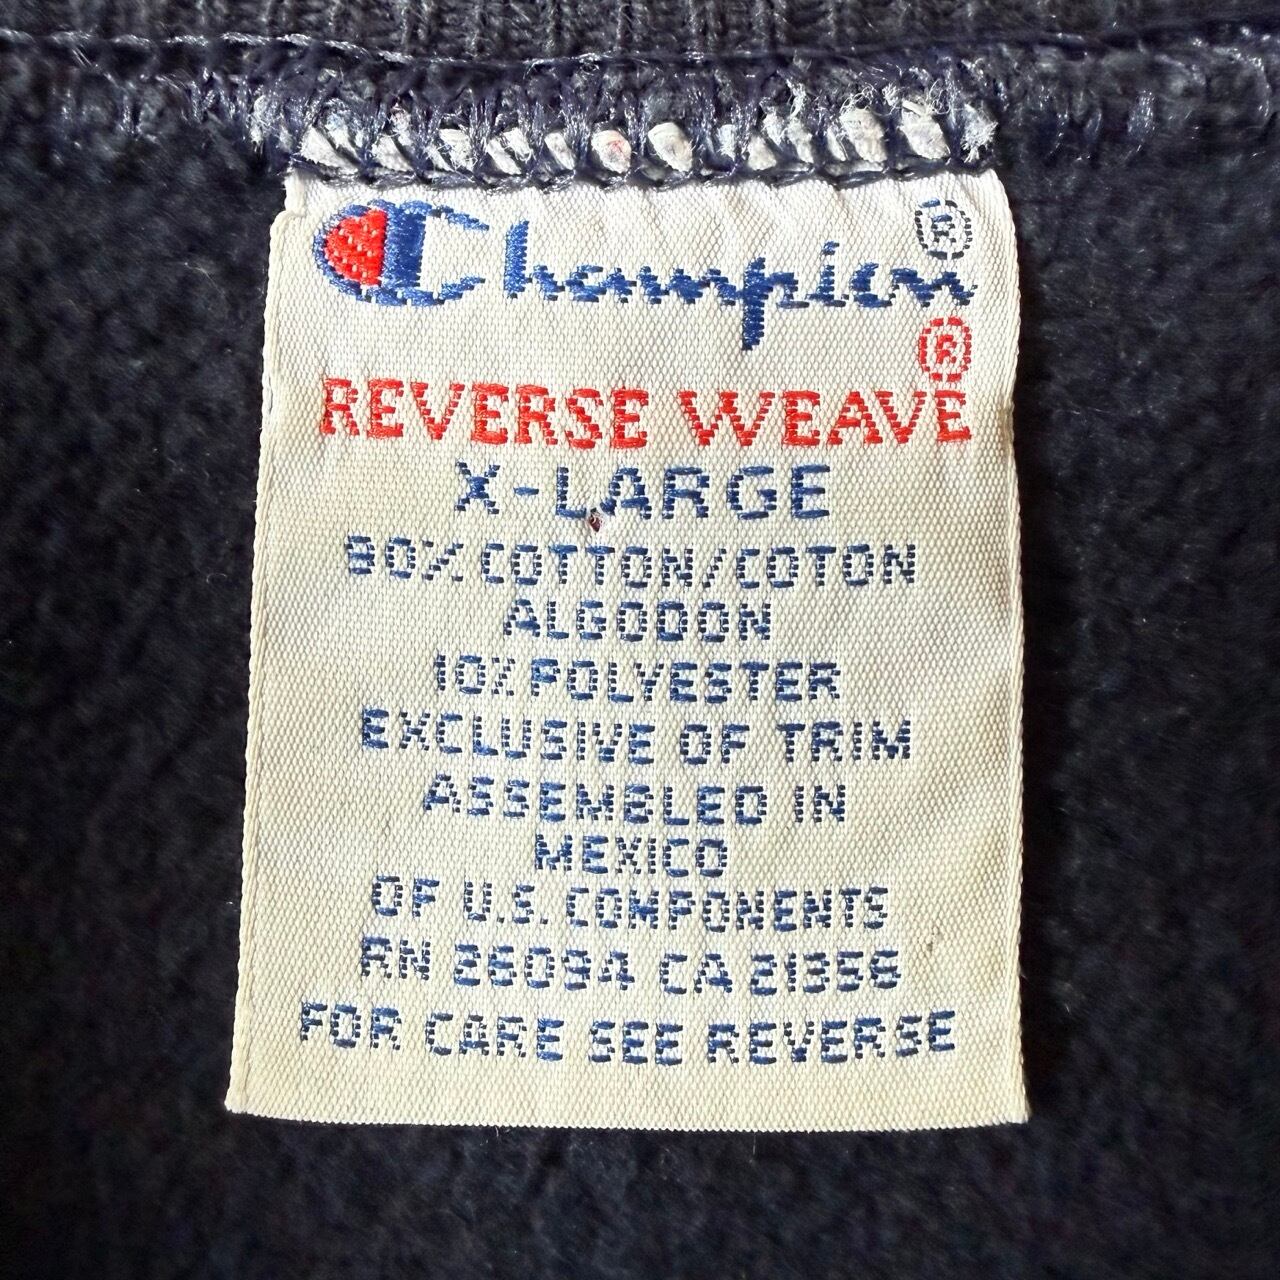 Champion®
REVERSE WEAVE®
X-LARGE
90% COTTON/COTON
ALGODON
10% POLYESTER
EXCLUSIVE OF TRIM
ASSEMBLED IN
MEXICO
OF U.S. COMPONENTS
RN 26094 CA 21356
FOR CARE SEE REVERSE